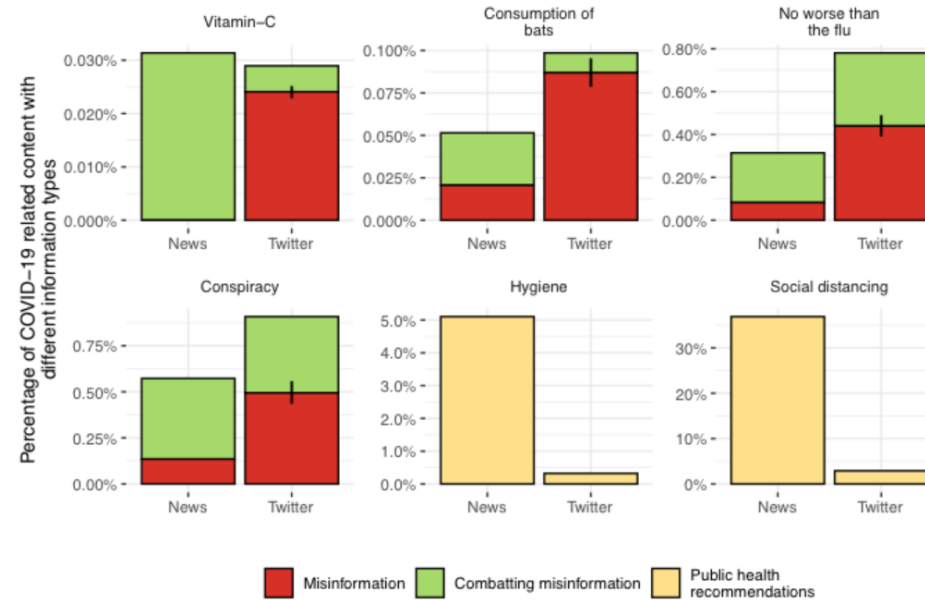 Percentage of COVID−19 related content with
different information types
Vitamin−C
0.030%
0.020%
0.010%
0.000%
News Twitter
Consumption of
bats
0.100%
0.075%
0.050%
0.025%
0.000%
News Twitter
No worse than
the flu
0.80%
0.60%
0.40%
0.20%
0.00%
News Twitter
Conspiracy
0.75%
0.50%
0.25%
0.00%
News Twitter
Hygiene
5.0%
4.0%
3.0%
2.0%
1.0%
0.0%
News Twitter
Social distancing
30%
20%
10%
0%
News Twitter
Misinformation
Combatting misinformation
Public health
recommendations